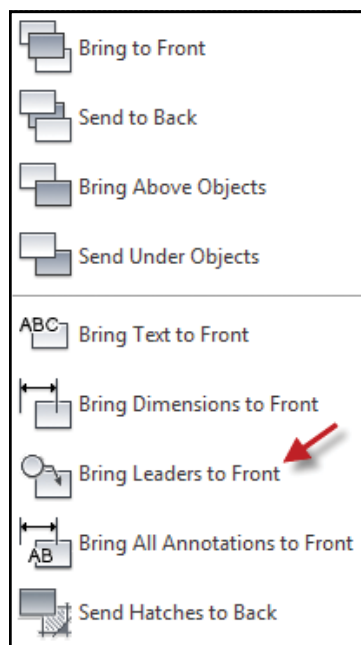 Bring to Front
Send to Back
Bring Above Objects
Send Under Objects
ABC Bring Text to Front
Bring Dimensions to Front
Bring Leaders to Front
AB Bring All Annotations to Front
Send Hatches to Back